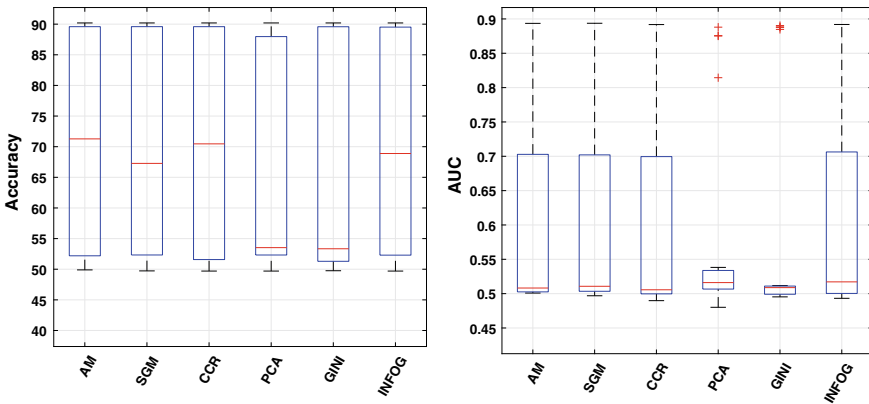 90
85
80
75
70
65
60
55
50
45
40
Accuracy
AM
SGM
CCR
PCA
GINI
INFOG
0.9
0.85
0.8
0.75
0.7
0.65
0.6
0.55
0.5
0.45
AUC
AM
SGM
CCR
PCA
GINI
INFOG